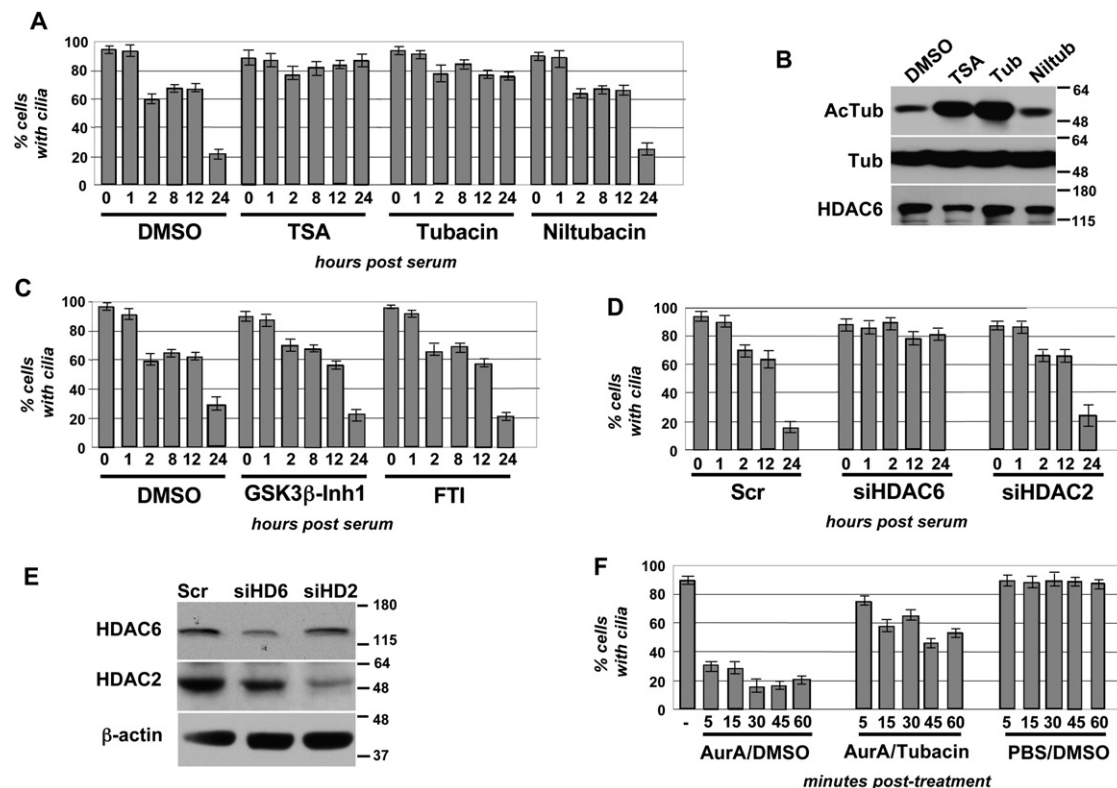 A
% cells with cilia
100
80
60
40
20
0
0 1 2 8 12 24 0 1 2 8 12 24 0 1 2 8 12 24 0 1 2 8 12 24
DMSO TSA Tubacin Niltubacin
hours post serum
B
DMSO TSA Tub Niltub
AcTub
64
48
Tub
64
48
HDAC6
180
115
C
% cells with cilia
100
80
60
40
20
0
0 1 2 8 12 24 0 1 2 8 12 24 0 1 2 8 12 24
DMSO GSK3β-Inh1 FTI
hours post serum
D
% cells with cilia
100
80
60
40
20
0
0 1 2 12 24 0 1 2 12 24 0 1 2 12 24
Scr siHDAC6 siHDAC2
hours post serum
E
Scr siHD6 siHD2
HDAC6
180
115
HDAC2
64
48
β-actin
48
37
F
% cells with cilia
100
80
60
40
20
0
- 5 15 30 45 60 5 15 30 45 60 5 15 30 45 60
AurA/DMSO AurA/Tubacin PBS/DMSO
minutes post-treatment